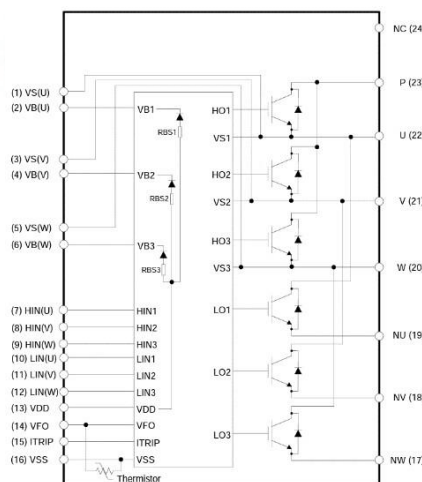 NC (24)
(1) VS(U)
(2) VB(U)
VB1
RBS1
HO1
P (23)
VS1
U (22)
(3) VS(V)
(4) VB(V)
VB2
RBS2
HO2
VS2
V (21)
(5) VS(W)
(6) VB(W)
VB3
RBS3
HO3
VS3
W (20)
(7) HIN(U)
HIN1
LO1
(8) HIN(V)
HIN2
(9) HIN(W)
HIN3
NU (19)
(10) LIN(U)
LIN1
(11) LIN(V)
LIN2
LO2
(12) LIN(W)
LIN3
NV (18)
(13) VDD
VDD
(14) VFO
VFO
LO3
(15) ITRIP
ITRIP
(16) VSS
VSS
NW (17)
Thermistor